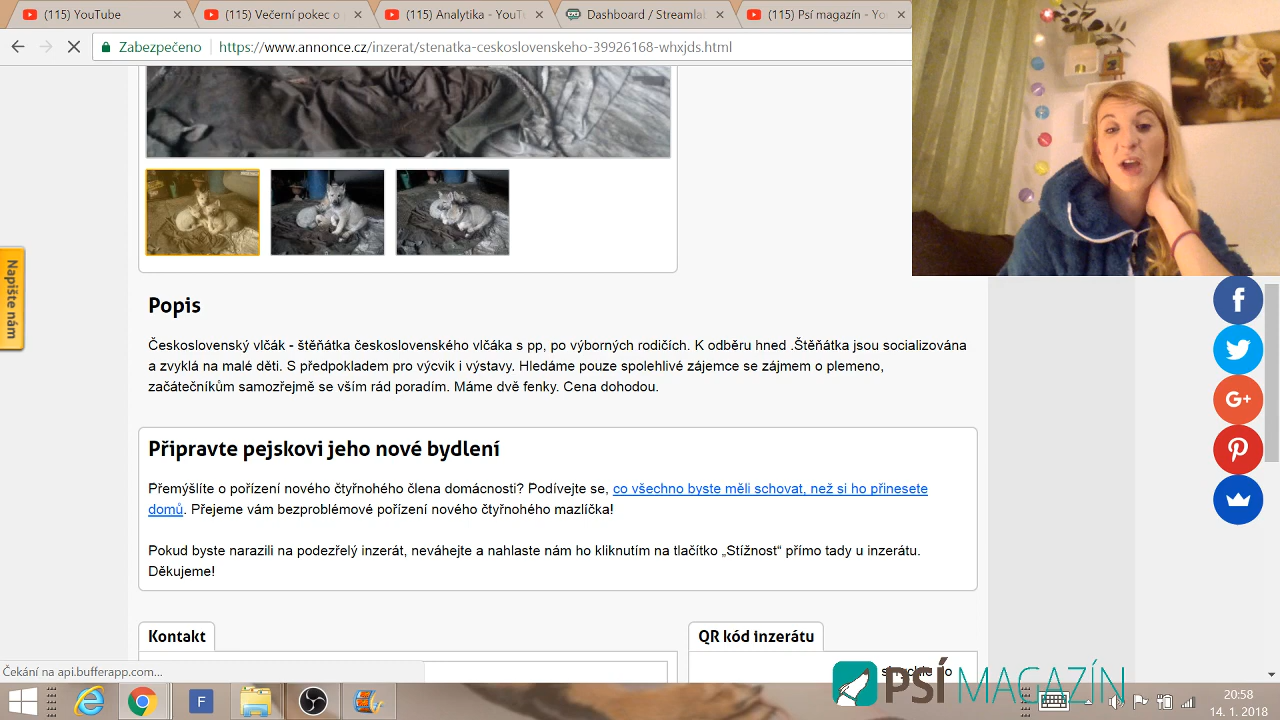 (115) YouTube
(115) Večerní pokec o p
(115) Analytika - YouT
Dashboard / Streamlab
(115) Psí magazín - Yo
Zabezpečeno
https://www.annonce.cz/inzerat/stenatka-ceskoslovenskeho-39926168-whxjds.html
Napište nám
Popis
Československý vlčák - štěňátka československého vlčáka s pp, po výborných rodičích. K odběru hned .Štěňátka jsou socializována
a zvyklá na malé děti. S předpokladem pro výcvik i výstavy. Hledáme pouze spolehlivé zájemce se zájmem o plemeno,
začátečníkům samozřejmě se vším rád poradím. Máme dvě fenky. Cena dohodou.
Připravte pejskovi jeho nové bydlení
Přemýšlíte o pořízení nového čtyřnohého člena domácnosti? Podívejte se, co všechno byste měli schovat, než si ho přinesete
domů. Přejeme vám bezproblémové pořízení nového čtyřnohého mazlíčka!
Pokud byste narazili na podezřelý inzerát, neváhejte a nahlaste nám ho kliknutím na tlačítko „Stížnost“ přímo tady u inzerátu.
Děkujeme!
Kontakt
QR kód inzerátu
Čekání na api.bufferapp.com...
PSÍ MAGAZÍN
20:58
14. 1. 2018